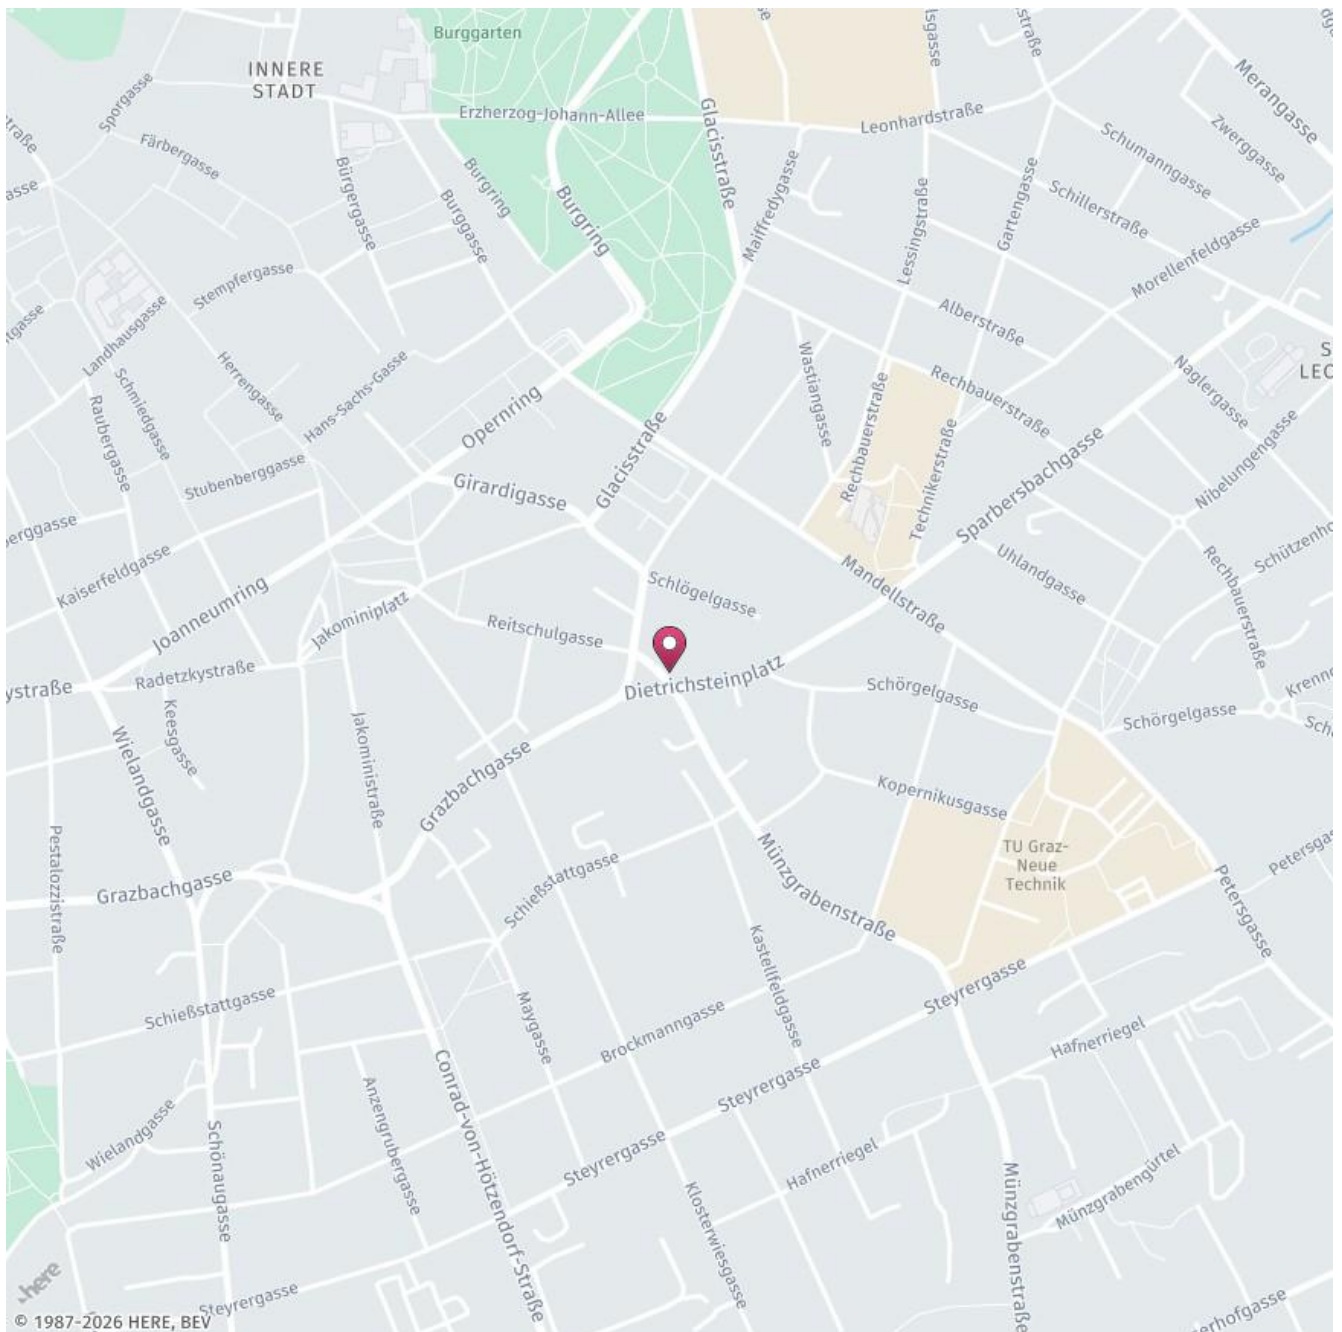 Burggarten
INNERE
STADT
Sporgasse
Färbergasse
Erzherzog-Johann-Allee
Glacisstraße
Leonhardstraße
Merangasse
Zwerggasse
Schumanngasse
Schillerstraße
Maiffredygasse
Lessingstraße
Gartengasse
Morellenfeldgasse
Bürgergasse
Burggasse
Burgring
Burgring
Stempfergasse
Landhausgasse
Herrengasse
Schmiedgasse
Raubergasse
Hans-Sachs-Gasse
Opernring
Alberstraße
Wastiangasse
Rechbauerstraße
Rechbauerstraße
Naglergasse
Nibelungengasse
Stubenberggasse
Girardigasse
Glacisstraße
Technikerstraße
Sparbersbachgasse
Kaiserfeldgasse
Joanneumring
Jakominiplatz
Reitschulgasse
Schlögelgasse
Mandellstraße
Uhlandgasse
Rechbauerstraße
Radetzkystraße
Dietrichsteinplatz
Schörgelgasse
Schörgelgasse
Keesgasse
Wielandgasse
Jakoministraße
Grazbachgasse
Kopernikusgasse
Pestalozzistraße
Grazbachgasse
Schießstattgasse
Münzgrabenstraße
TU Graz-
Neue
Technik
Petersgasse
Kastellfeldgasse
Schießstattgasse
Maygasse
Brockmanngasse
Steyrergasse
Hafnerriegel
Conrad-von-Hötzendorf-Straße
Anzengrubergasse
Wielandgasse
Schönaugasse
Steyrergasse
Steyrergasse
Hafnerriegel
Klosterwiesgasse
Münzgrabenstraße
Münzgrabengürtel
Steyrergasse
here
© 1987-2026 HERE, BEV